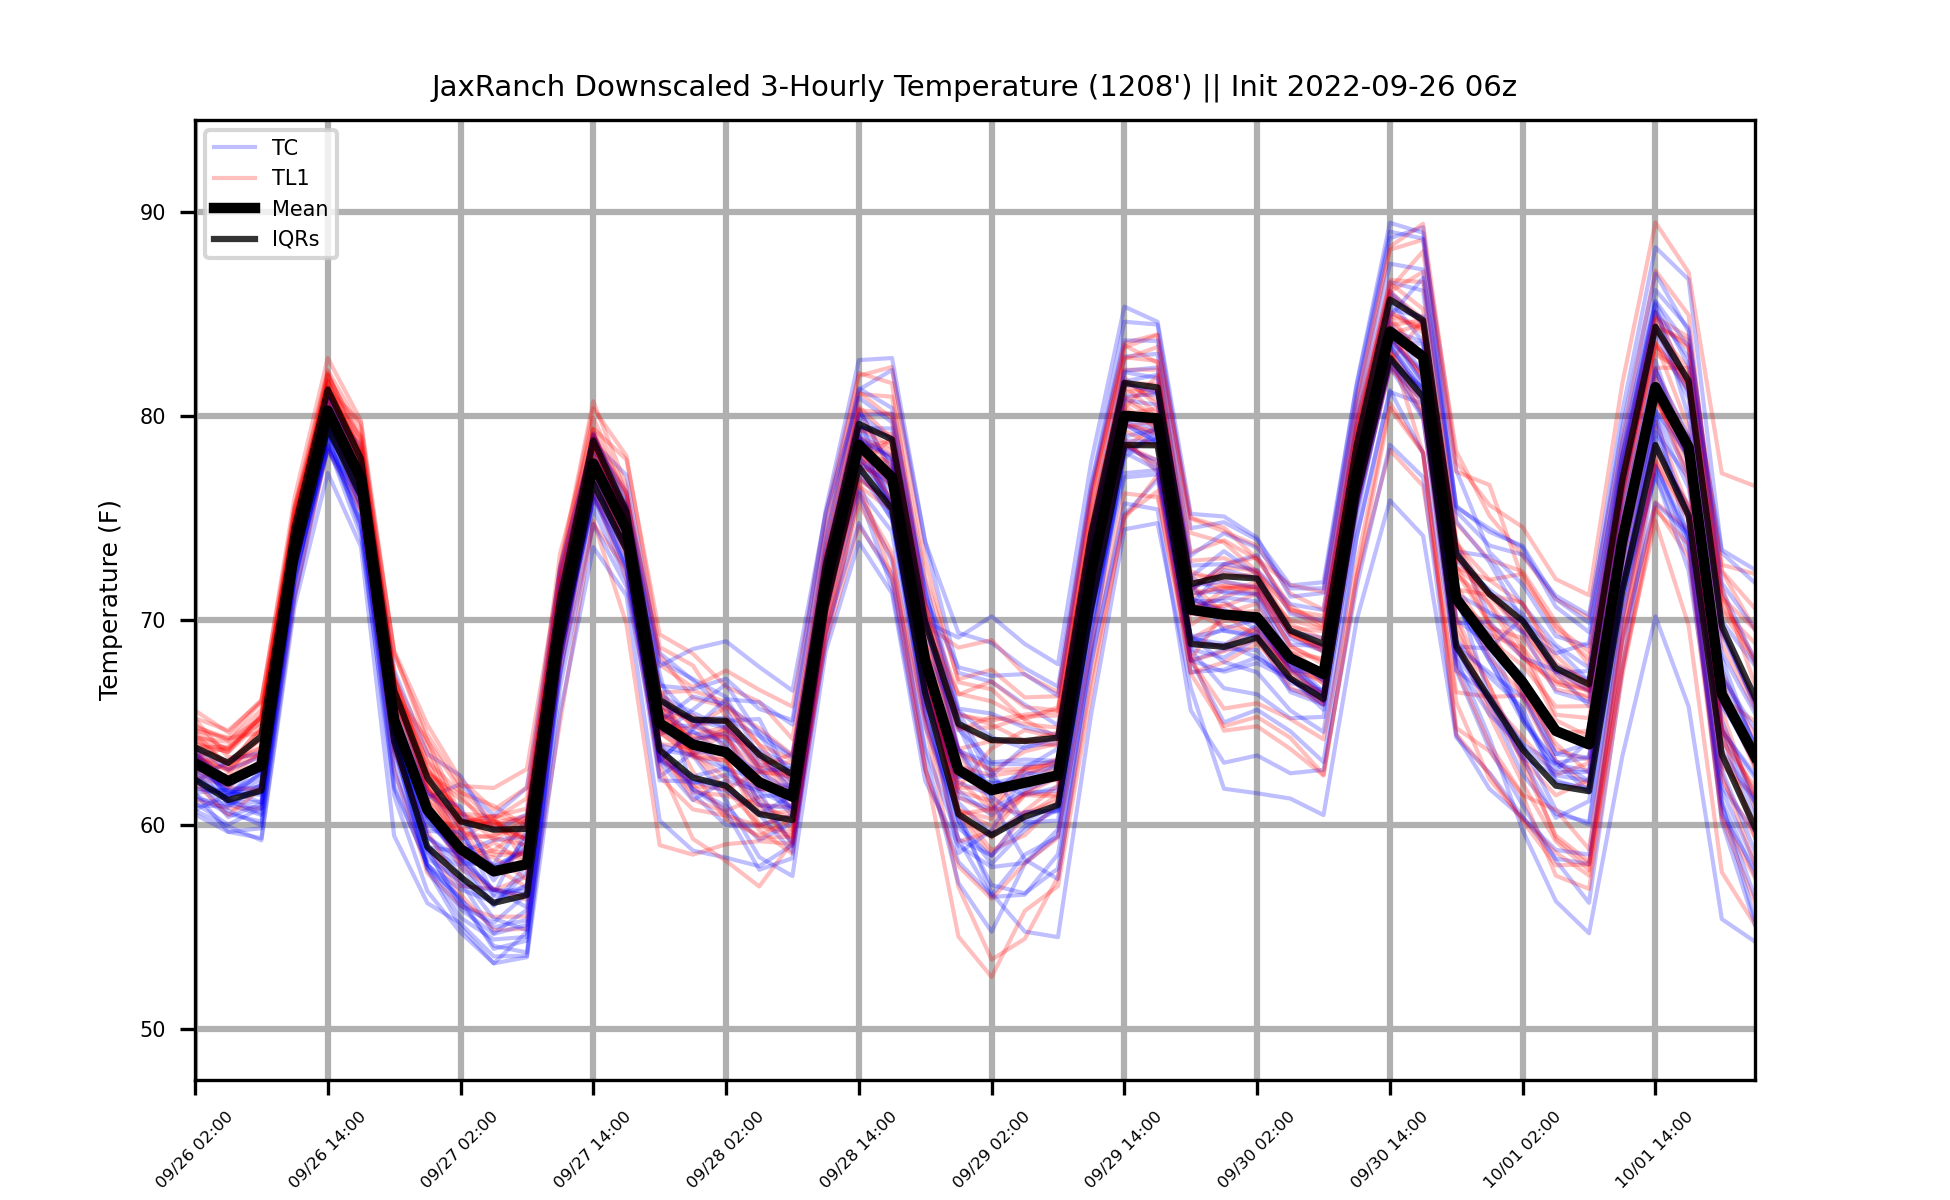 JaxRanch Downscaled 3-Hourly Temperature (1208') || Init 2022-09-26 06z
TC
TL1
Mean
IQRs
Temperature (F)
90
80
70
60
50
09/26 02:00
09/26 14:00
09/27 02:00
09/27 14:00
09/28 02:00
09/28 14:00
09/29 02:00
09/29 14:00
09/30 02:00
09/30 14:00
10/01 02:00
10/01 14:00